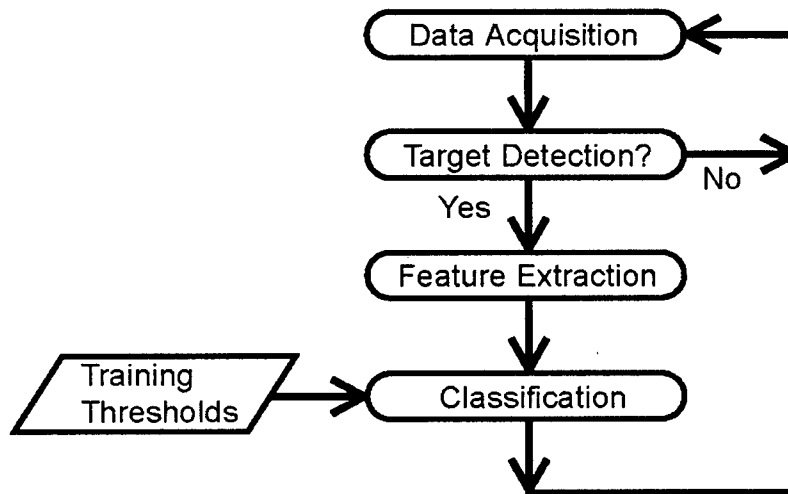 Data Acquisition
Target Detection?
No
Yes
Feature Extraction
Training
Thresholds
Classification